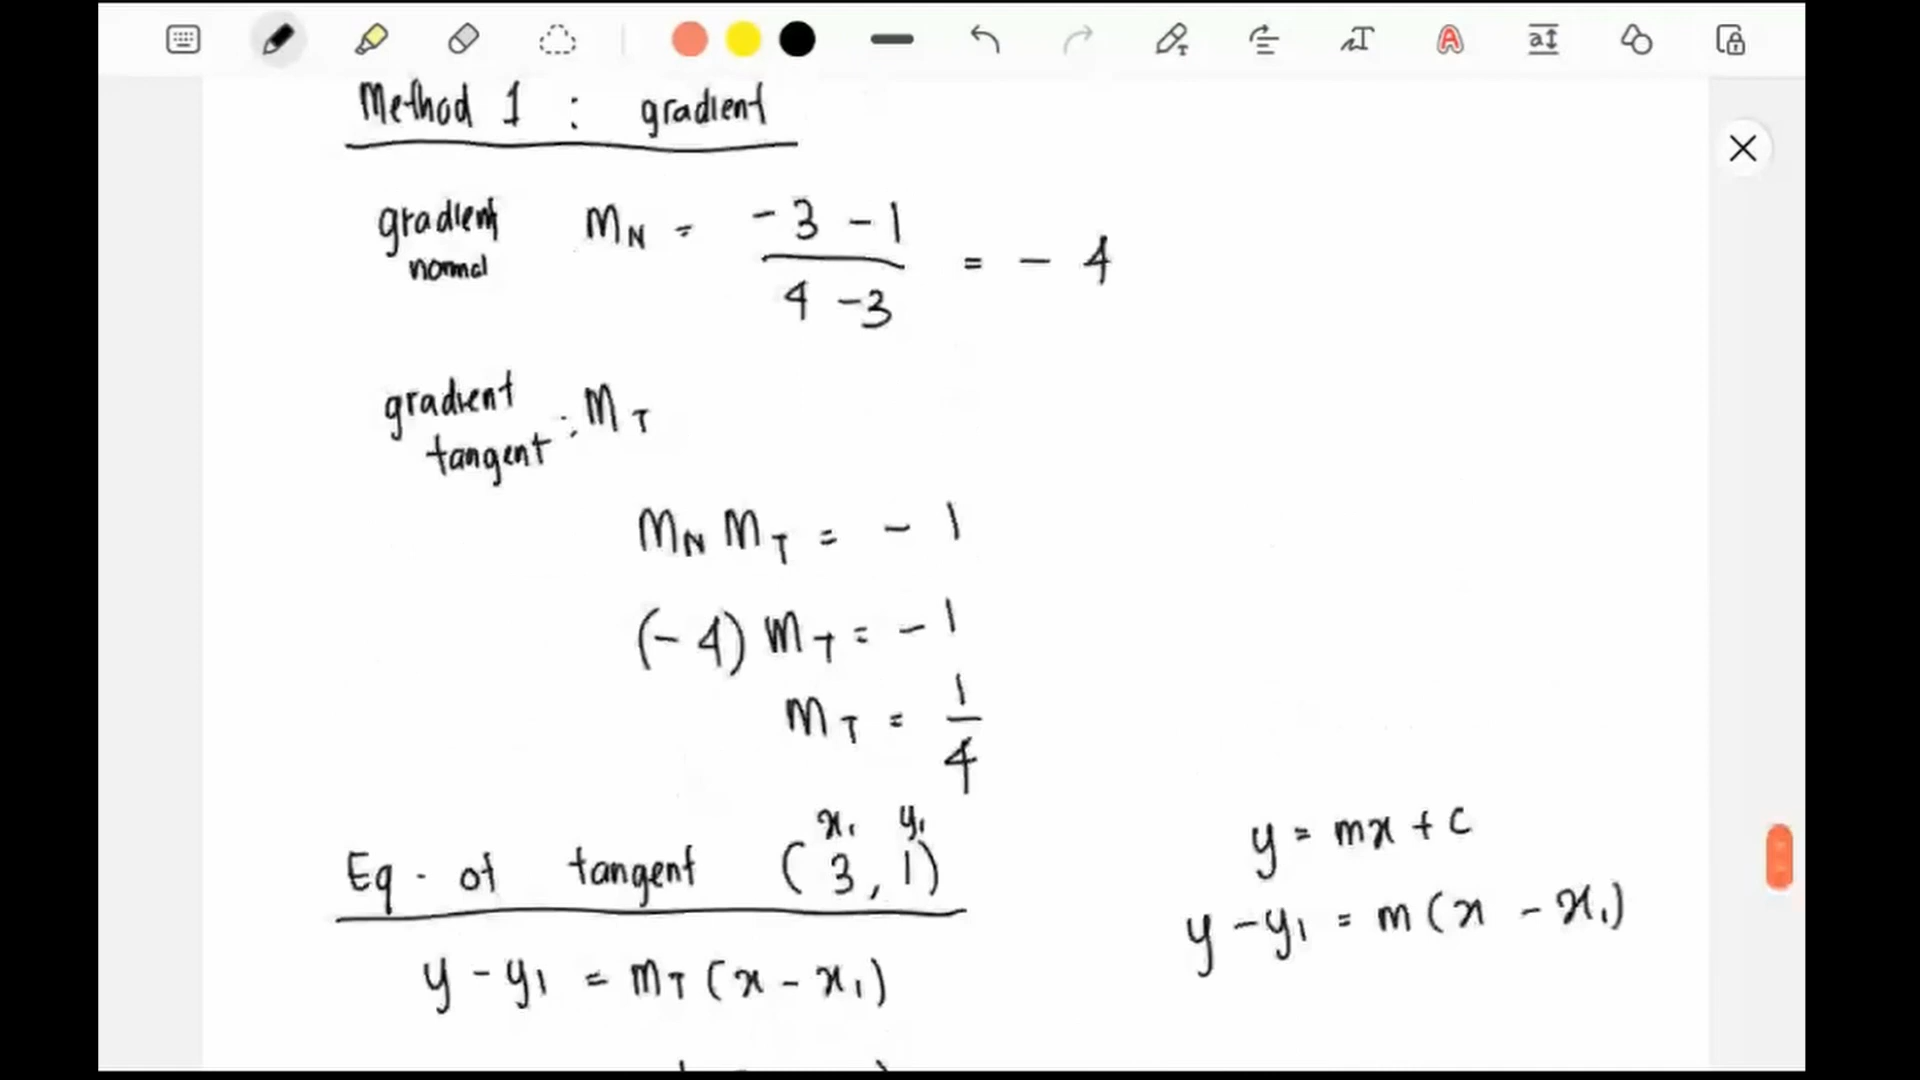 Method 1 : gradient
gradient normal M_N = (-3 - 1)/(4 - 3) = - 4
gradient tangent : M_T
M_N M_T = - 1
(- 4) M_T = - 1
M_T = 1/4
x₁ y₁
Eq. of tangent (3, 1)
y - y₁ = M_T (x - x₁)
y = mx + c
y - y₁ = m (x - x₁)